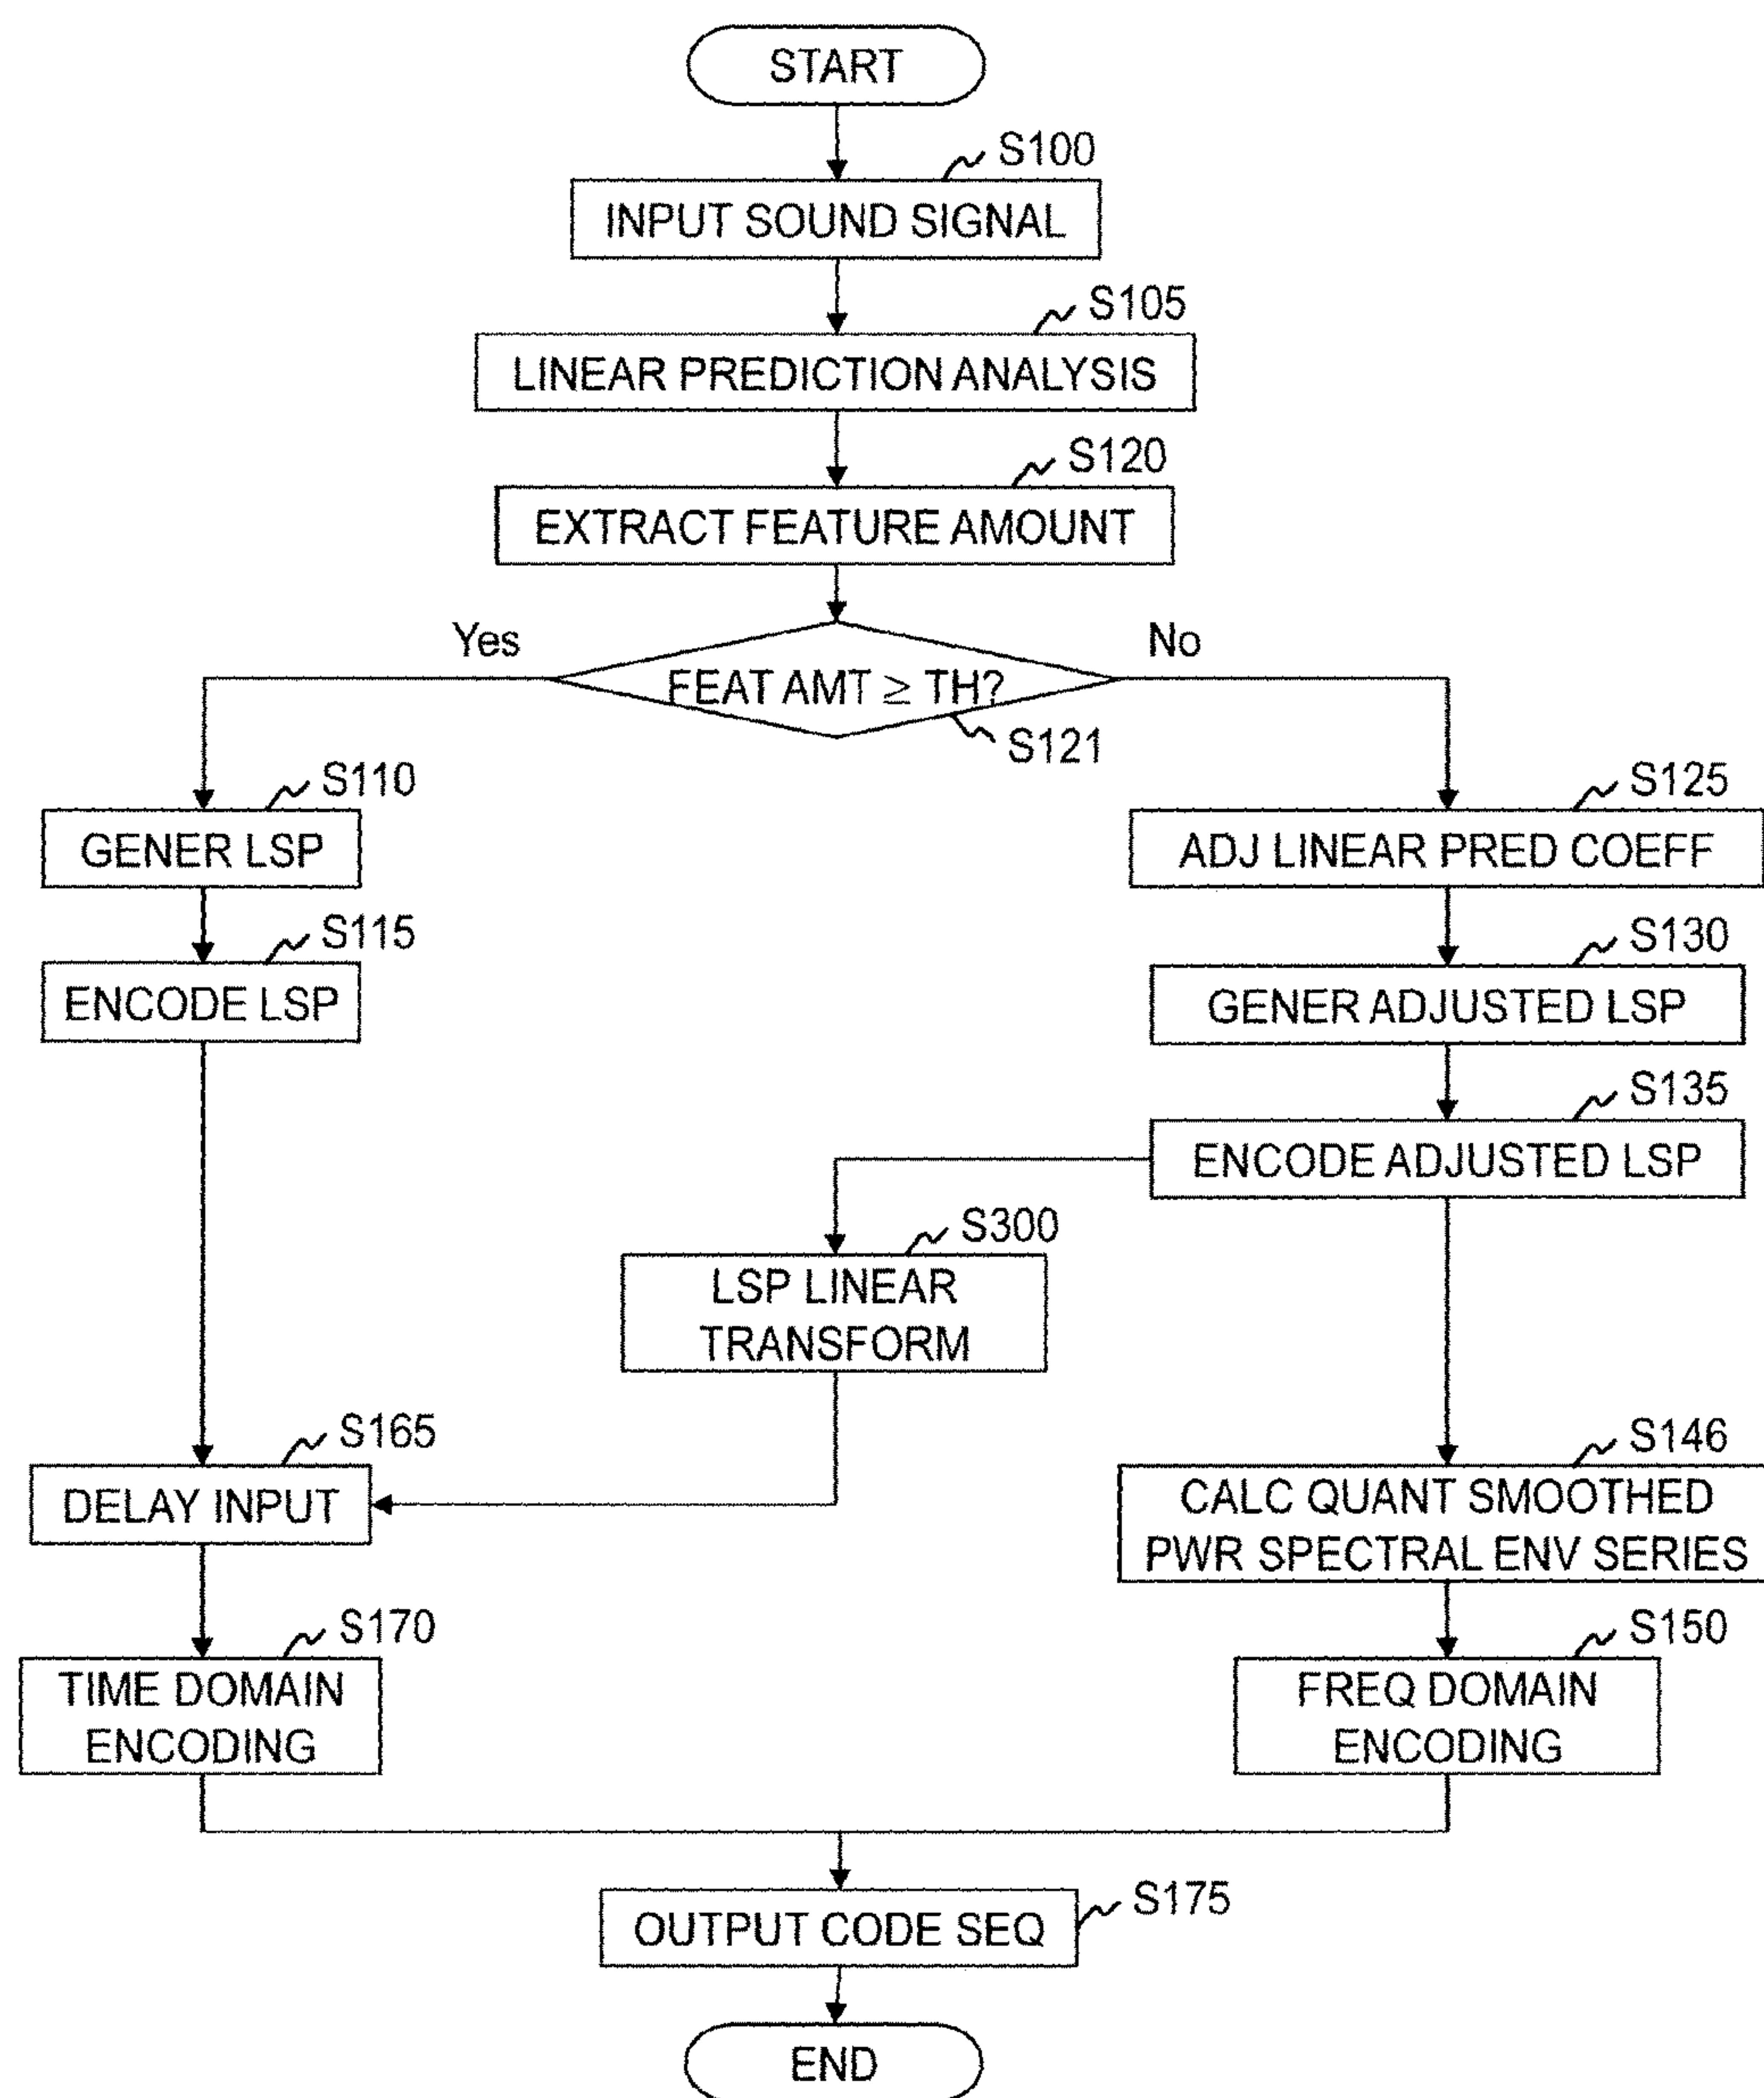 START
S100
INPUT SOUND SIGNAL
S105
LINEAR PREDICTION ANALYSIS
S120
EXTRACT FEATURE AMOUNT
Yes
No
FEAT AMT ≥ TH?
S121
S110
GENER LSP
S125
ADJ LINEAR PRED COEFF
S115
ENCODE LSP
S130
GENER ADJUSTED LSP
S135
ENCODE ADJUSTED LSP
S300
LSP LINEAR
TRANSFORM
S165
DELAY INPUT
S146
CALC QUANT SMOOTHED
PWR SPECTRAL ENV SERIES
S170
TIME DOMAIN
ENCODING
S150
FREQ DOMAIN
ENCODING
S175
OUTPUT CODE SEQ
END